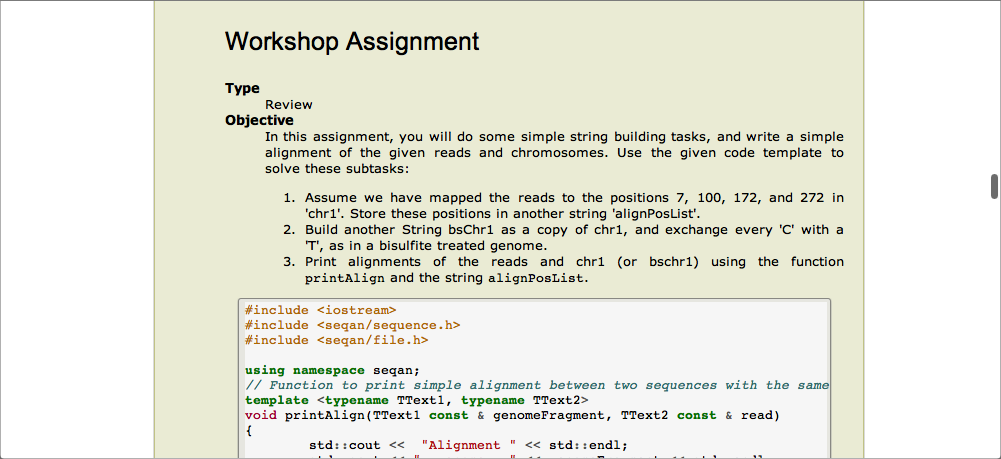 Workshop Assignment
Type
Review
Objective
In this assignment, you will do some simple string building tasks, and write a simple
alignment of the given reads and chromosomes. Use the given code template to
solve these subtasks:
1. Assume we have mapped the reads to the positions 7, 100, 172, and 272 in
'chr1'. Store these positions in another string 'alignPosList'.
2. Build another String bsChr1 as a copy of chr1, and exchange every 'C' with a
'T', as in a bisulfite treated genome.
3. Print alignments of the reads and chr1 (or bschr1) using the function
printAlign and the string alignPosList.
#include <iostream>
#include <seqan/sequence.h>
#include <seqan/file.h>
using namespace seqan;
// Function to print simple alignment between two sequences with the same
template <typename TText1, typename TText2>
void printAlign(TText1 const & genomeFragment, TText2 const & read)
{
std::cout << "Alignment " << std::endl;